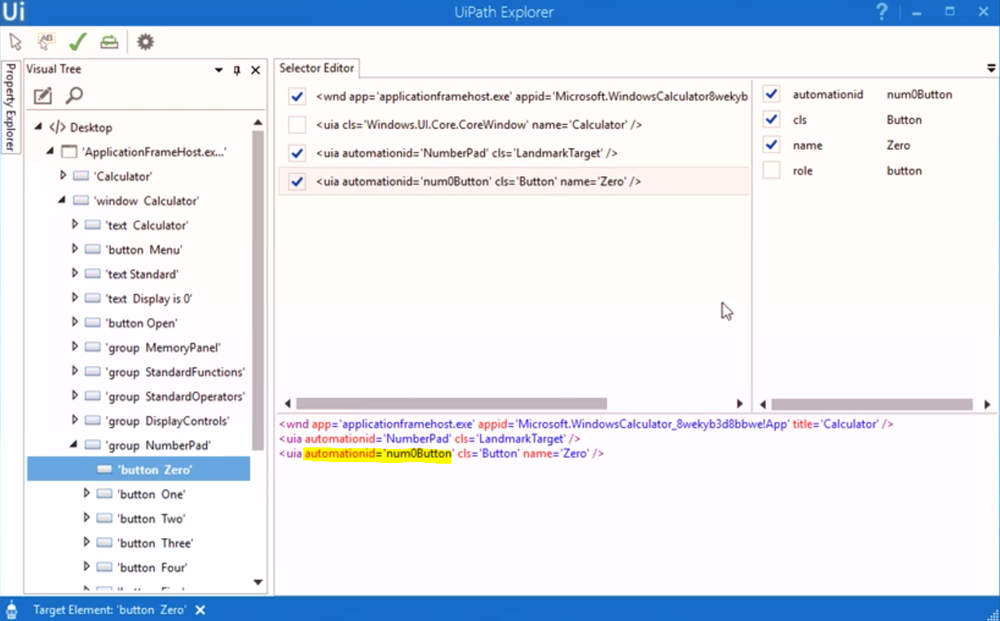 Ui UiPath Explorer ?
AB
Property Explorer
Visual Tree
</> Desktop
'ApplicationFrameHost.ex...'
'Calculator'
'window Calculator'
'text Calculator'
'button Menu'
'text Standard'
'text Display is 0'
'button Open'
'group MemoryPanel'
'group StandardFunctions'
'group StandardOperators'
'group DisplayControls'
'group NumberPad'
'button Zero'
'button One'
'button Two'
'button Three'
'button Four'
Selector Editor
<wnd app='applicationframehost.exe' appid='Microsoft.WindowsCalculator8wekyb
<uia cls='Windows.UI.Core.CoreWindow' name='Calculator' />
<uia automationid='NumberPad' cls='LandmarkTarget' />
<uia automationid='num0Button' cls='Button' name='Zero' />
automationid num0Button
cls Button
name Zero
role button
<wnd app='applicationframehost.exe' appid='Microsoft.WindowsCalculator_8wekyb3d8bbwe!App' title='Calculator' />
<uia automationid='NumberPad' cls='LandmarkTarget' />
<uia automationid='num0Button' cls='Button' name='Zero' />
Target Element: 'button Zero'